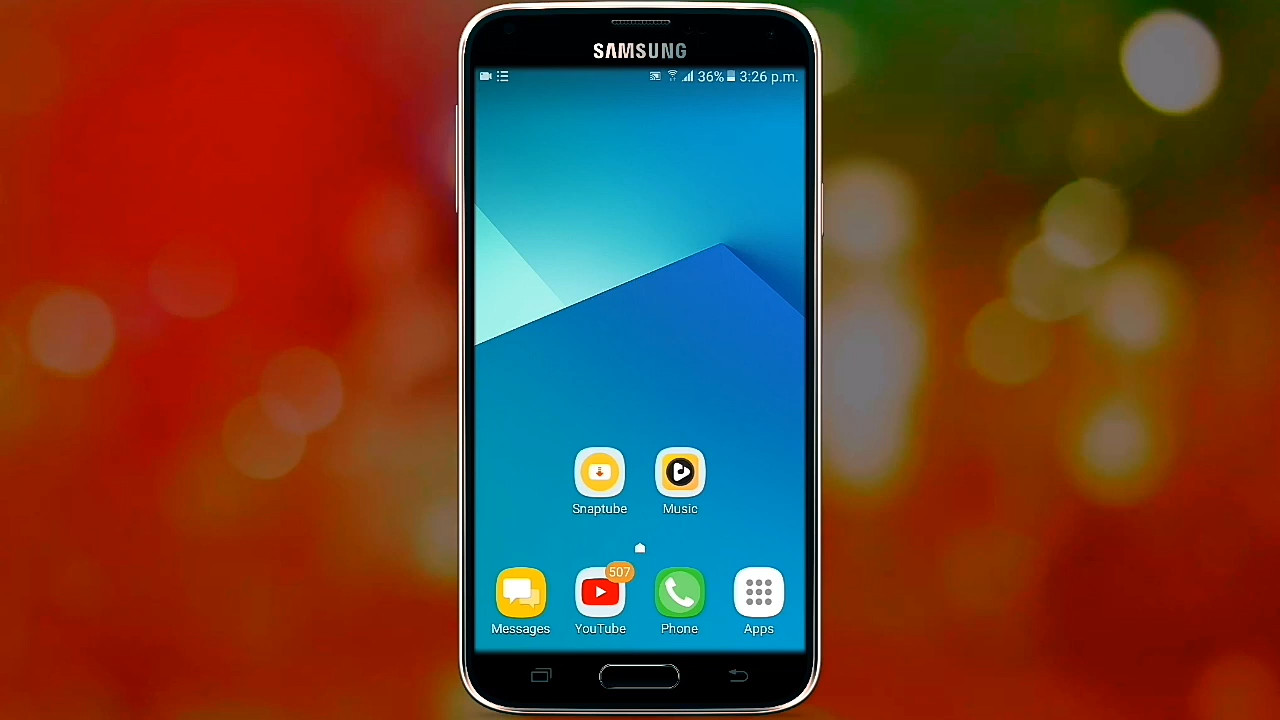 SAMSUNG
36% 3:26 p.m.
Snaptube Music
507
Messages YouTube Phone Apps